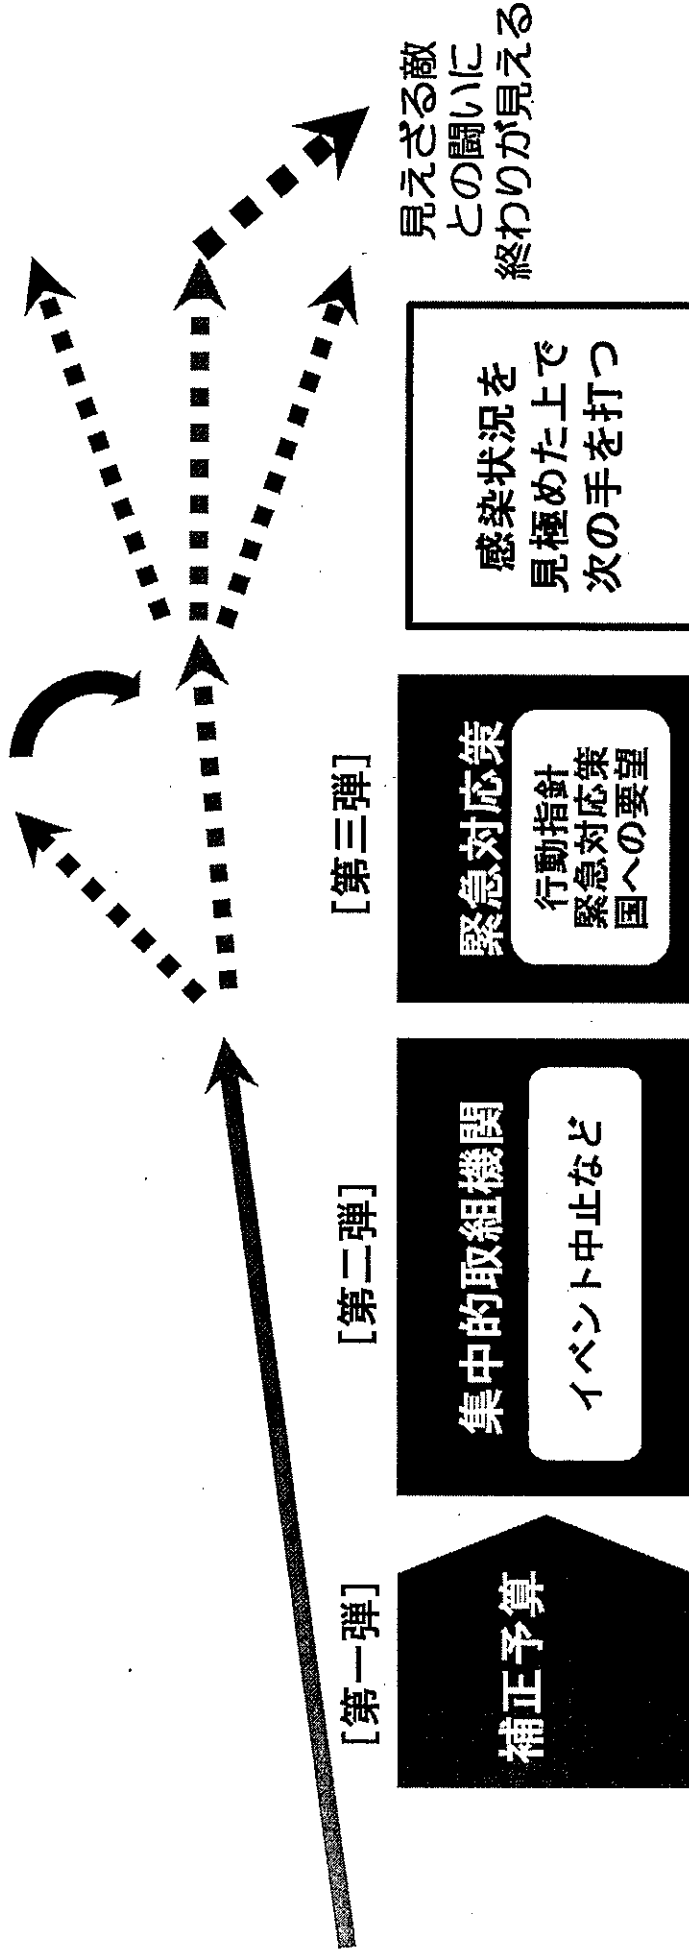 [第一弾]
補正予算
[第二弾]
集中的取組機関
イベント中止など
[第三弾]
緊急対応策
行動指針
緊急対応策
国への要望
感染状況を
見極めた上で
次の手を打つ
見えざる敵
との闘いに
終わりが見える